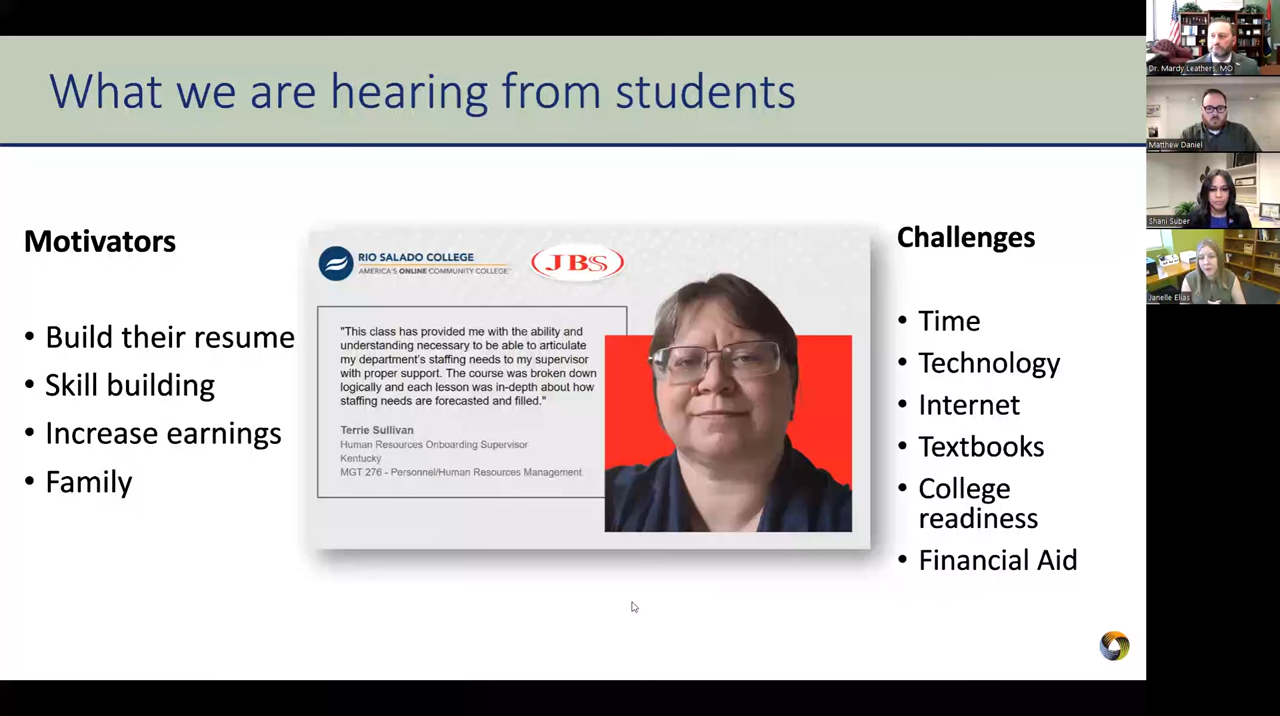 What we are hearing from students
Motivators
• Build their resume
• Skill building
• Increase earnings
• Family
RIO SALADO COLLEGE
AMERICA'S ONLINE COMMUNITY COLLEGE
JBS
"This class has provided me with the ability and
understanding necessary to be able to articulate
my department's staffing needs to my supervisor
with proper support. The course was broken down
logically and each lesson was in-depth about how
staffing needs are forecasted and filled."
Terrie Sullivan
Human Resources Onboarding Supervisor
Kentucky
MGT 276 - Personnel/Human Resources Management
Challenges
• Time
• Technology
• Internet
• Textbooks
• College
readiness
• Financial Aid
Dr. Mardy Leathers, MO
Matthew Daniel
Shani Suber
Janelle Elias